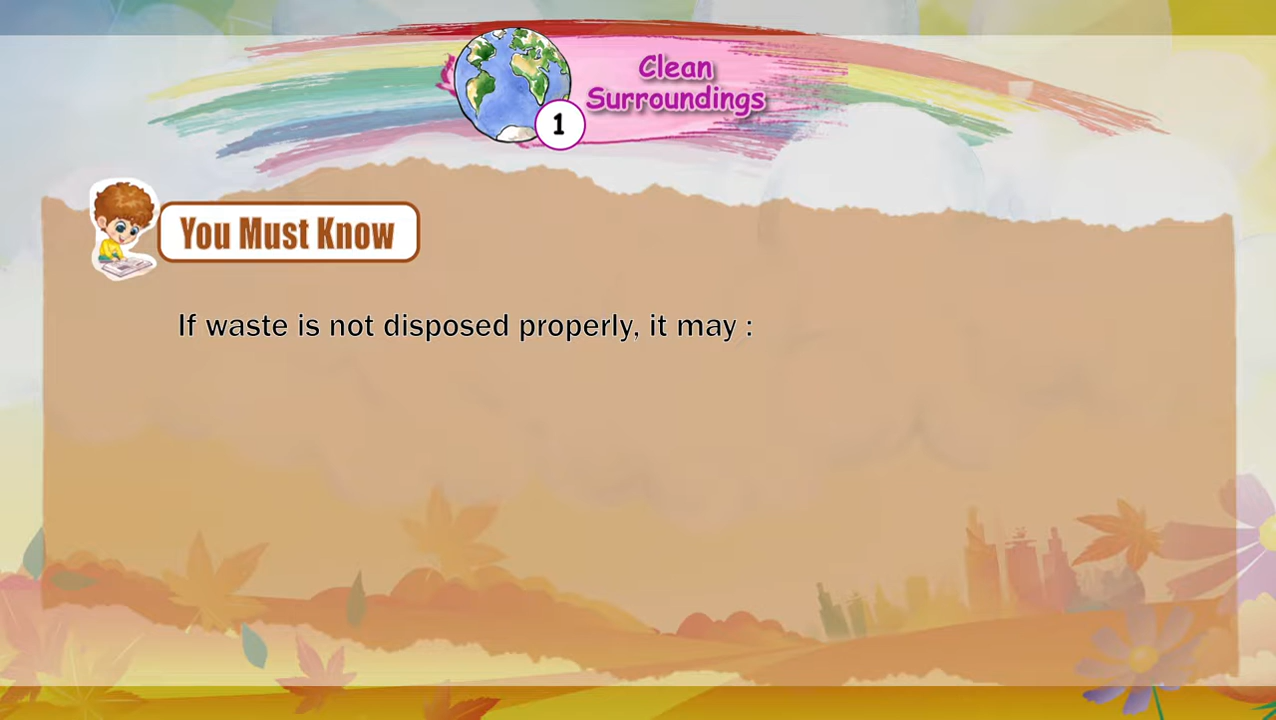 Clean
Surroundings
1
You Must Know
If waste is not disposed properly, it may :